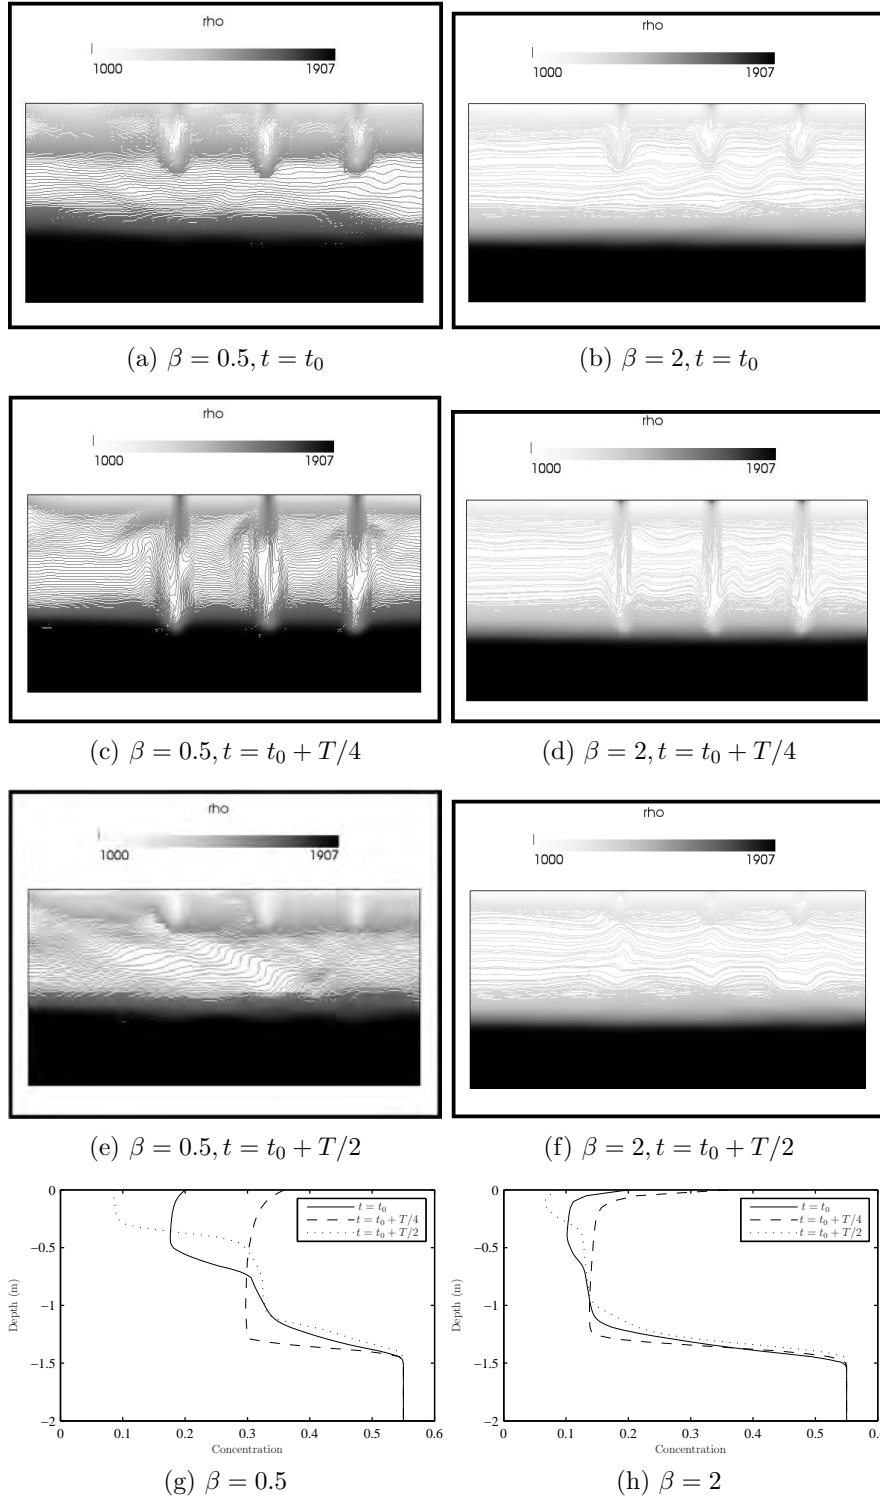 rho
1000 1907
rho
1000 1907
(a) β = 0.5, t = t₀
(b) β = 2, t = t₀
rho
1000 1907
rho
1000 1907
(c) β = 0.5, t = t₀ + T/4
(d) β = 2, t = t₀ + T/4
rho
1000 1907
rho
1000 1907
(e) β = 0.5, t = t₀ + T/2
(f) β = 2, t = t₀ + T/2
0
−0.5
−1
−1.5
−2
Depth (m)
0 0.1 0.2 0.3 0.4 0.5 0.6
Concentration
t = t₀
t = t₀ + T/4
t = t₀ + T/2
(g) β = 0.5
0
−0.5
−1
−1.5
−2
Depth (m)
0 0.1 0.2 0.3 0.4 0.5 0.6
Concentration
t = t₀
t = t₀ + T/4
t = t₀ + T/2
(h) β = 2